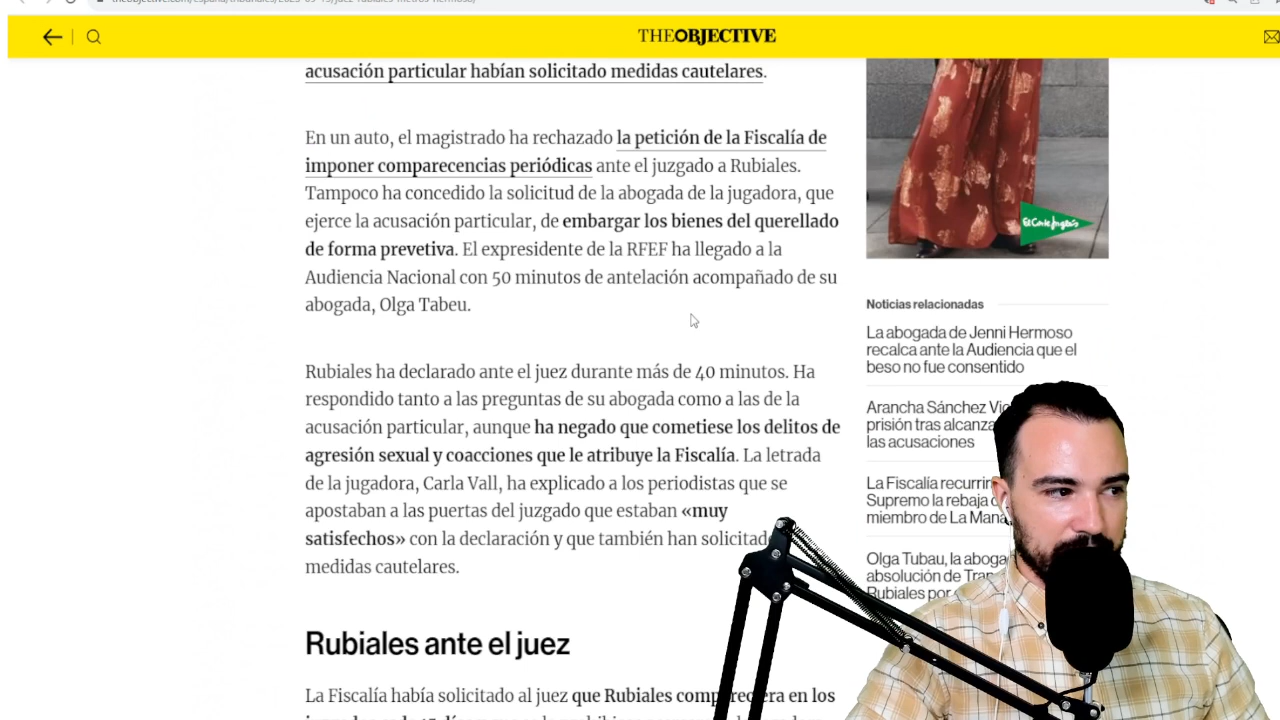 THEOBJECTIVE
acusación particular habían solicitado medidas cautelares.
En un auto, el magistrado ha rechazado la petición de la Fiscalía de
imponer comparecencias periódicas ante el juzgado a Rubiales.
Tampoco ha concedido la solicitud de la abogada de la jugadora, que
ejerce la acusación particular, de embargar los bienes del querellado
de forma prevetiva. El expresidente de la RFEF ha llegado a la
Audiencia Nacional con 50 minutos de antelación acompañado de su
abogada, Olga Tabeu.
Rubiales ha declarado ante el juez durante más de 40 minutos. Ha
respondido tanto a las preguntas de su abogada como a las de la
acusación particular, aunque ha negado que cometiese los delitos de
agresión sexual y coacciones que le atribuye la Fiscalía. La letrada
de la jugadora, Carla Vall, ha explicado a los periodistas que se
apostaban a las puertas del juzgado que estaban «muy
satisfechos» con la declaración y que también han solicitado
medidas cautelares.
Rubiales ante el juez
La Fiscalía había solicitado al juez que Rubiales compareciera en los
El Corte Inglés
Noticias relacionadas
La abogada de Jenni Hermoso
recalca ante la Audiencia que el
beso no fue consentido
Arancha Sánchez
prisión tras
las acusaciones
La Fiscalía
Supremo la rebaja
miembro de La
Olga Tubau, la
absolución de
Rubiales por